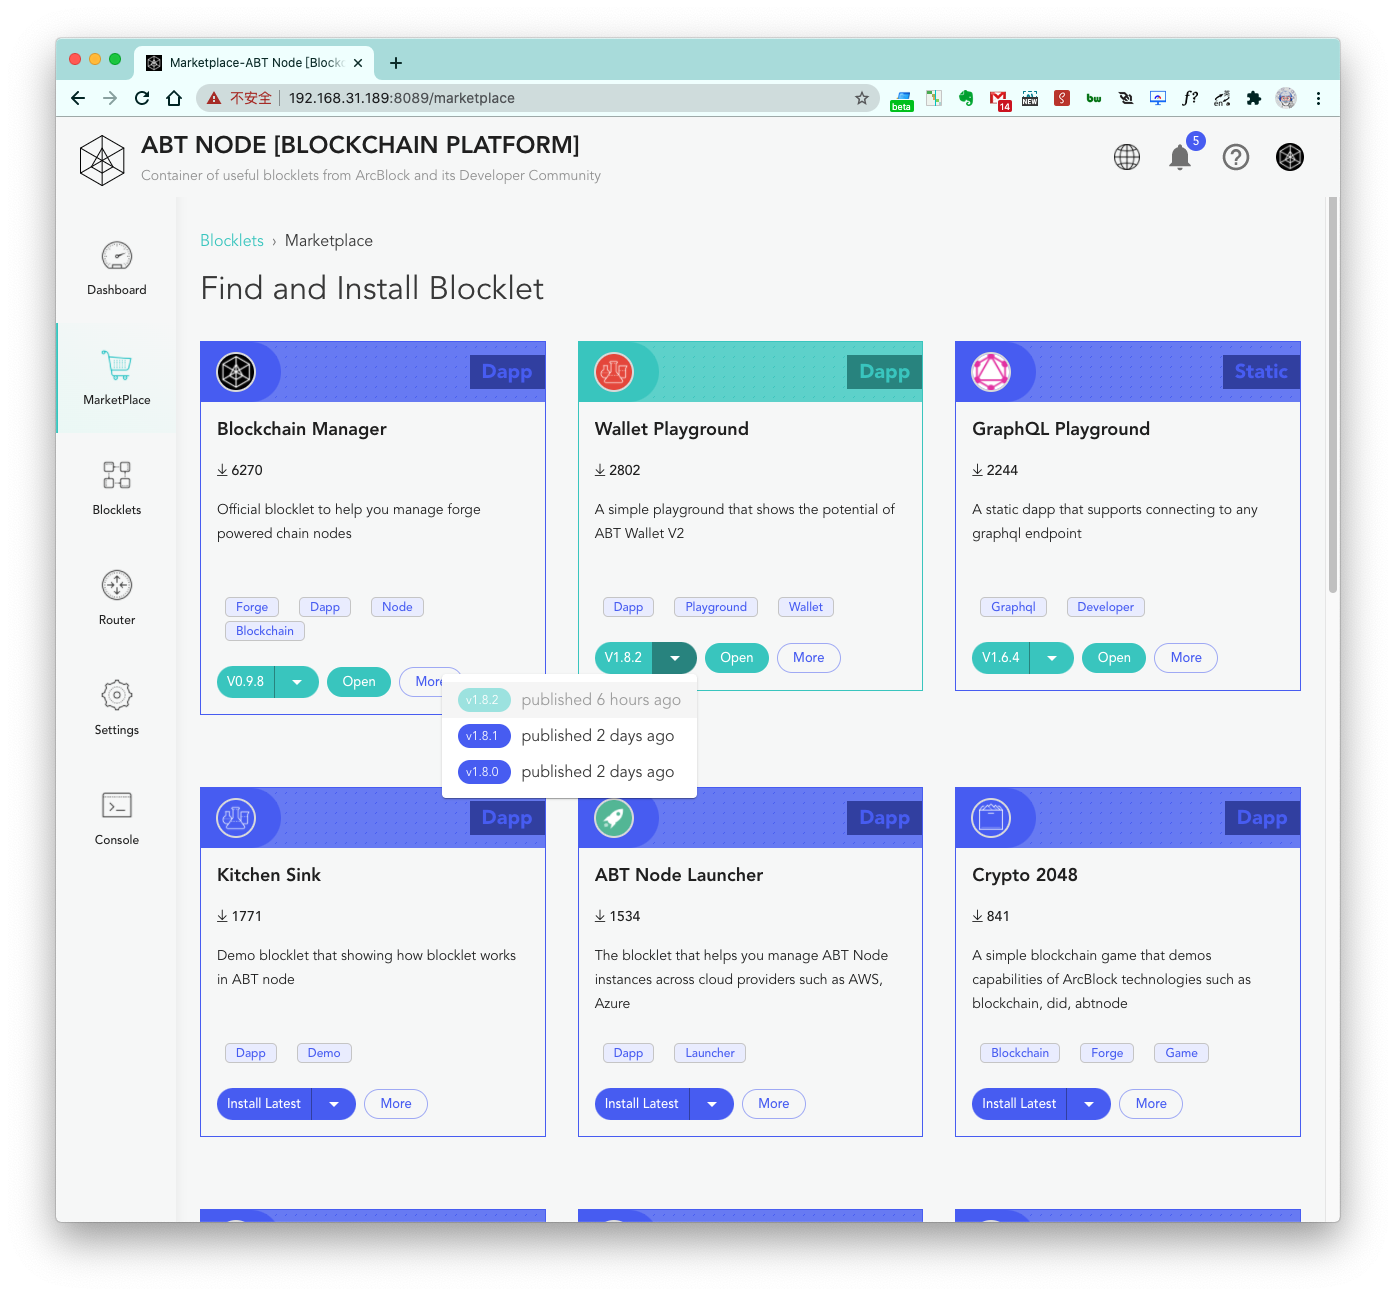 Marketplace-ABT Node [Block
不安全
192.168.31.189:8089/marketplace
beta
14
NEW
bw
f?
en
ABT NODE [BLOCKCHAIN PLATFORM]
Container of useful blocklets from ArcBlock and its Developer Community
5
Dashboard
MarketPlace
Blocklets
Router
Settings
Console
Blocklets › Marketplace
Find and Install Blocklet
Dapp
Blockchain Manager
6270
Official blocklet to help you manage forge
powered chain nodes
Forge Dapp Node
Blockchain
V0.9.8 Open More
Dapp
Wallet Playground
2802
A simple playground that shows the potential of
ABT Wallet V2
Dapp Playground Wallet
V1.8.2 Open More
v1.8.2 published 6 hours ago
v1.8.1 published 2 days ago
v1.8.0 published 2 days ago
Static
GraphQL Playground
2244
A static dapp that supports connecting to any
graphql endpoint
Graphql Developer
V1.6.4 Open More
Dapp
Kitchen Sink
1771
Demo blocklet that showing how blocklet works
in ABT node
Dapp Demo
Install Latest More
Dapp
ABT Node Launcher
1534
The blocklet that helps you manage ABT Node
instances across cloud providers such as AWS,
Azure
Dapp Launcher
Install Latest More
Dapp
Crypto 2048
841
A simple blockchain game that demos
capabilities of ArcBlock technologies such as
blockchain, did, abtnode
Blockchain Forge Game
Install Latest More